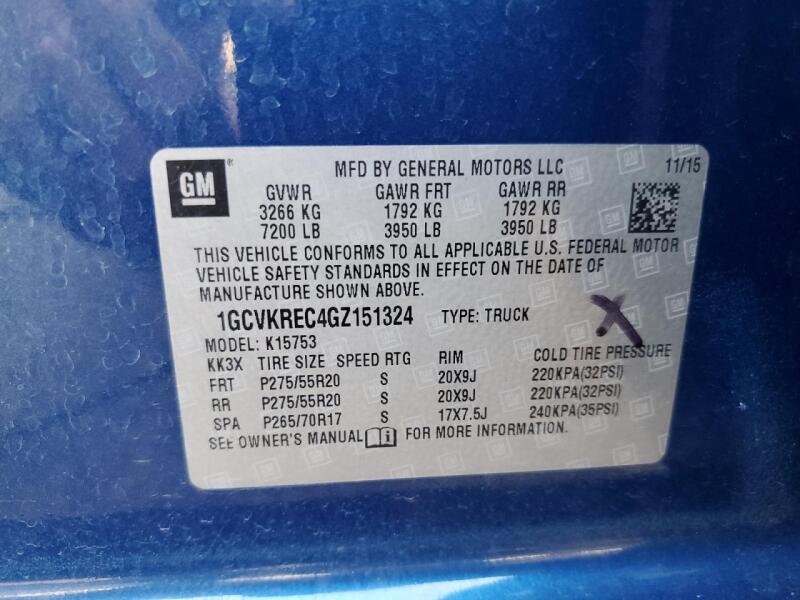 GM® MFD BY GENERAL MOTORS LLC 11/15
GVWR GAWR FRT GAWR RR
3266 KG 1792 KG 1792 KG
7200 LB 3950 LB 3950 LB
THIS VEHICLE CONFORMS TO ALL APPLICABLE U.S. FEDERAL MOTOR
VEHICLE SAFETY STANDARDS IN EFFECT ON THE DATE OF
MANUFACTURE SHOWN ABOVE.
1GCVKREC4GZ151324 TYPE: TRUCK X
MODEL: K15753
KK3X TIRE SIZE SPEED RTG RIM COLD TIRE PRESSURE
FRT P275/55R20 S 20X9J 220KPA(32PSI)
RR P275/55R20 S 20X9J 220KPA(32PSI)
SPA P265/70R17 S 17X7.5J 240KPA(35PSI)
SEE OWNER'S MANUAL i FOR MORE INFORMATION.